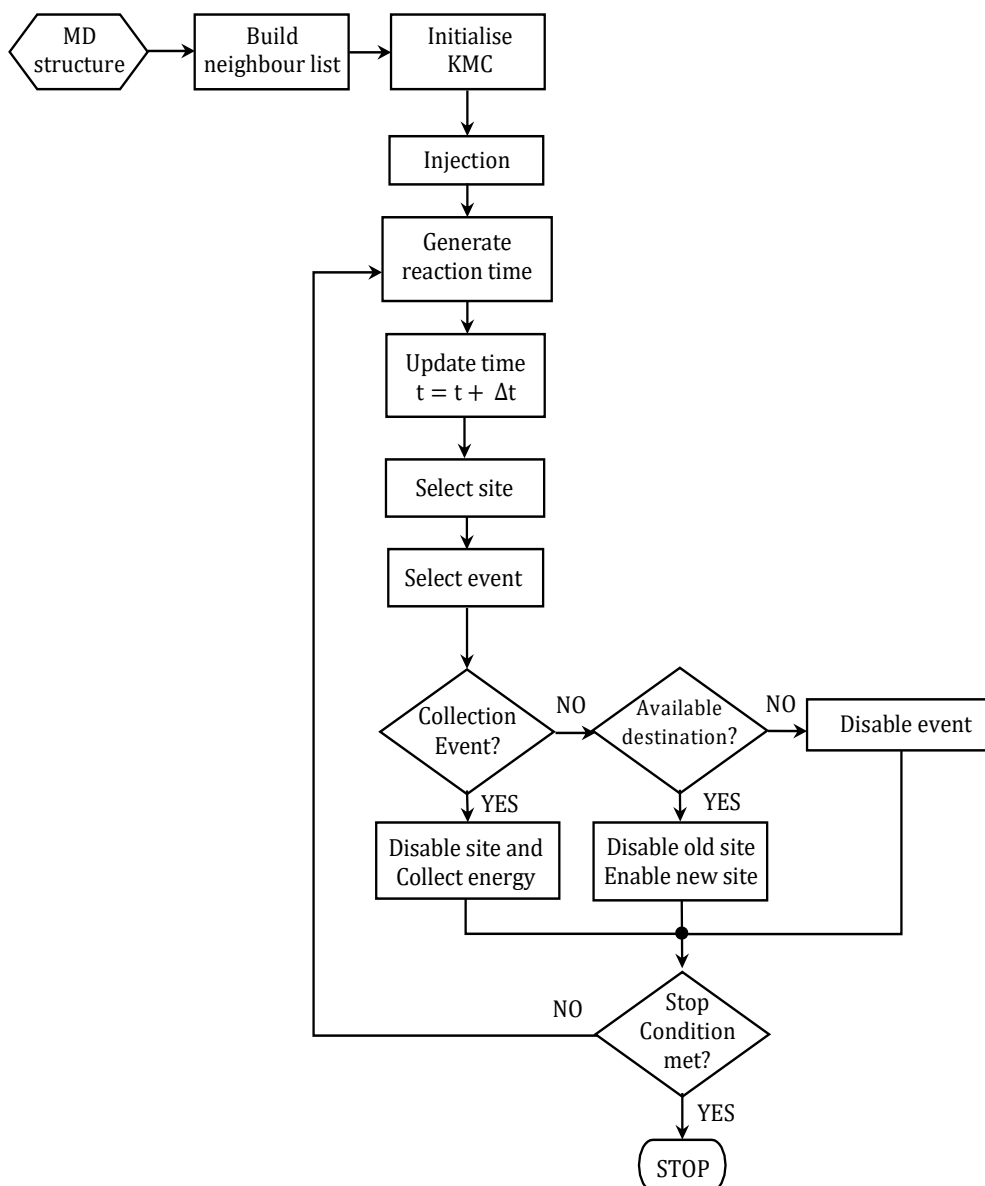 MD
structure
Build
neighbour list
Initialise
KMC
Injection
Generate
reaction time
Update time
t = t + Δt
Select site
Select event
Collection
Event?
NO
Available
destination?
NO
Disable event
YES
Disable site and
Collect energy
YES
Disable old site
Enable new site
Stop
Condition
met?
NO
YES
STOP